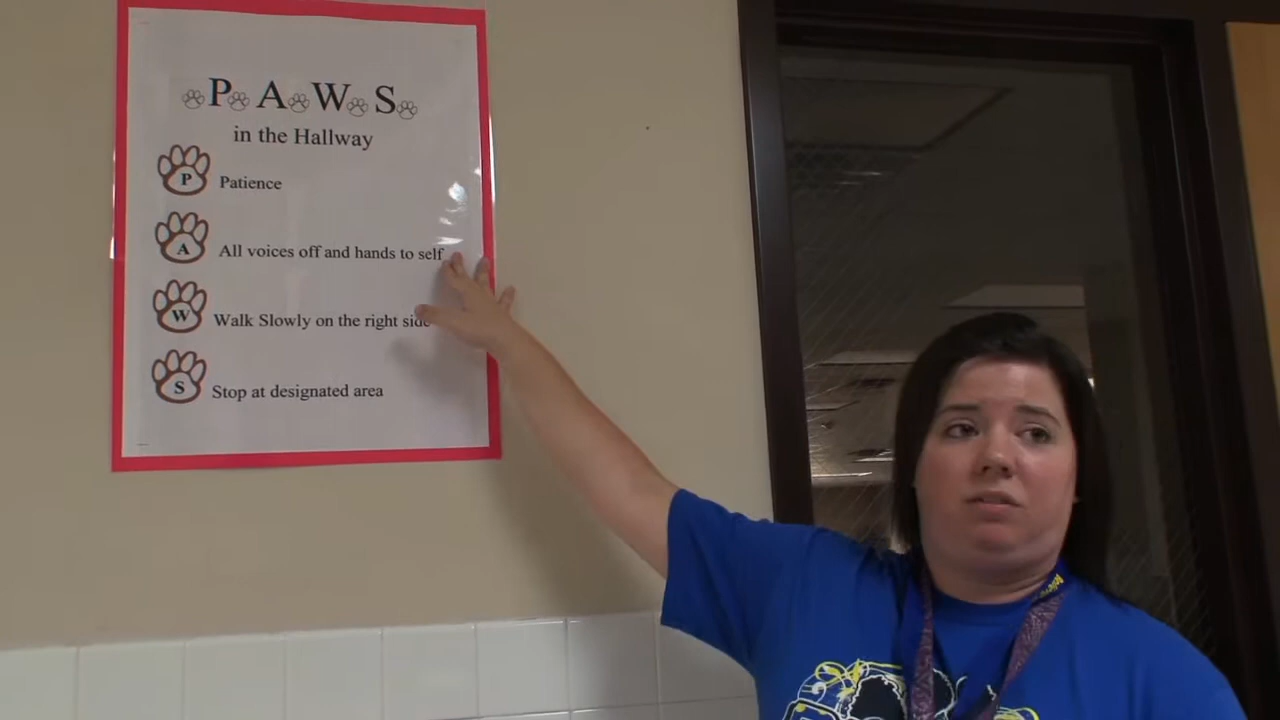 PAWS
in the Hallway
P Patience
A All voices off and hands to self
W Walk Slowly on the right side
S Stop at designated area